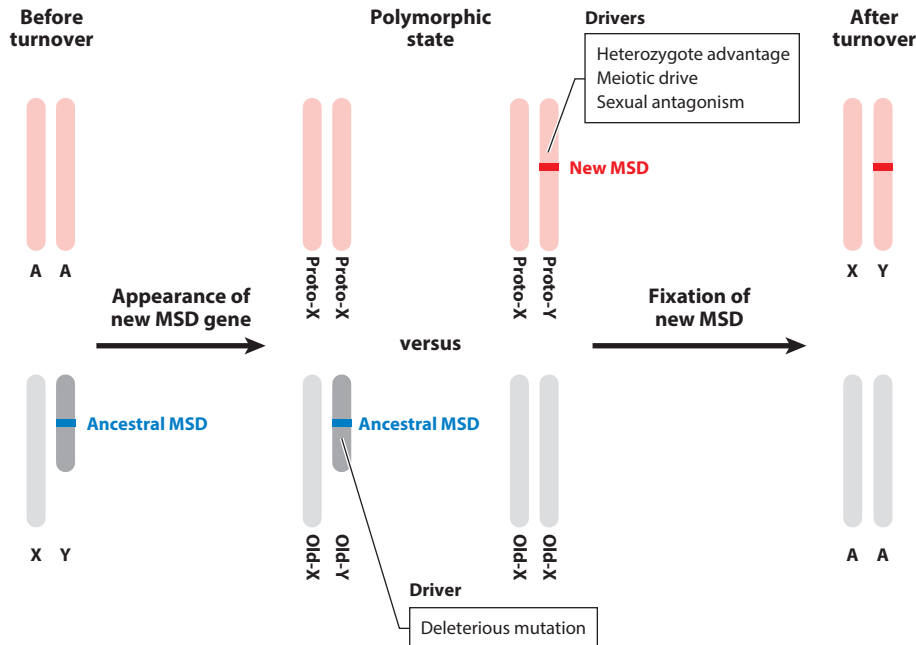 Before
turnover
Polymorphic
state
Drivers
Heterozygote advantage
Meiotic drive
Sexual antagonism
After
turnover
New MSD
A A
Proto-X
Proto-X
Proto-X
Proto-Y
X Y
Appearance of
new MSD gene
versus
Fixation of
new MSD
Ancestral MSD
Ancestral MSD
X Y
Old-X
Old-Y
Old-X
Old-X
A A
Driver
Deleterious mutation